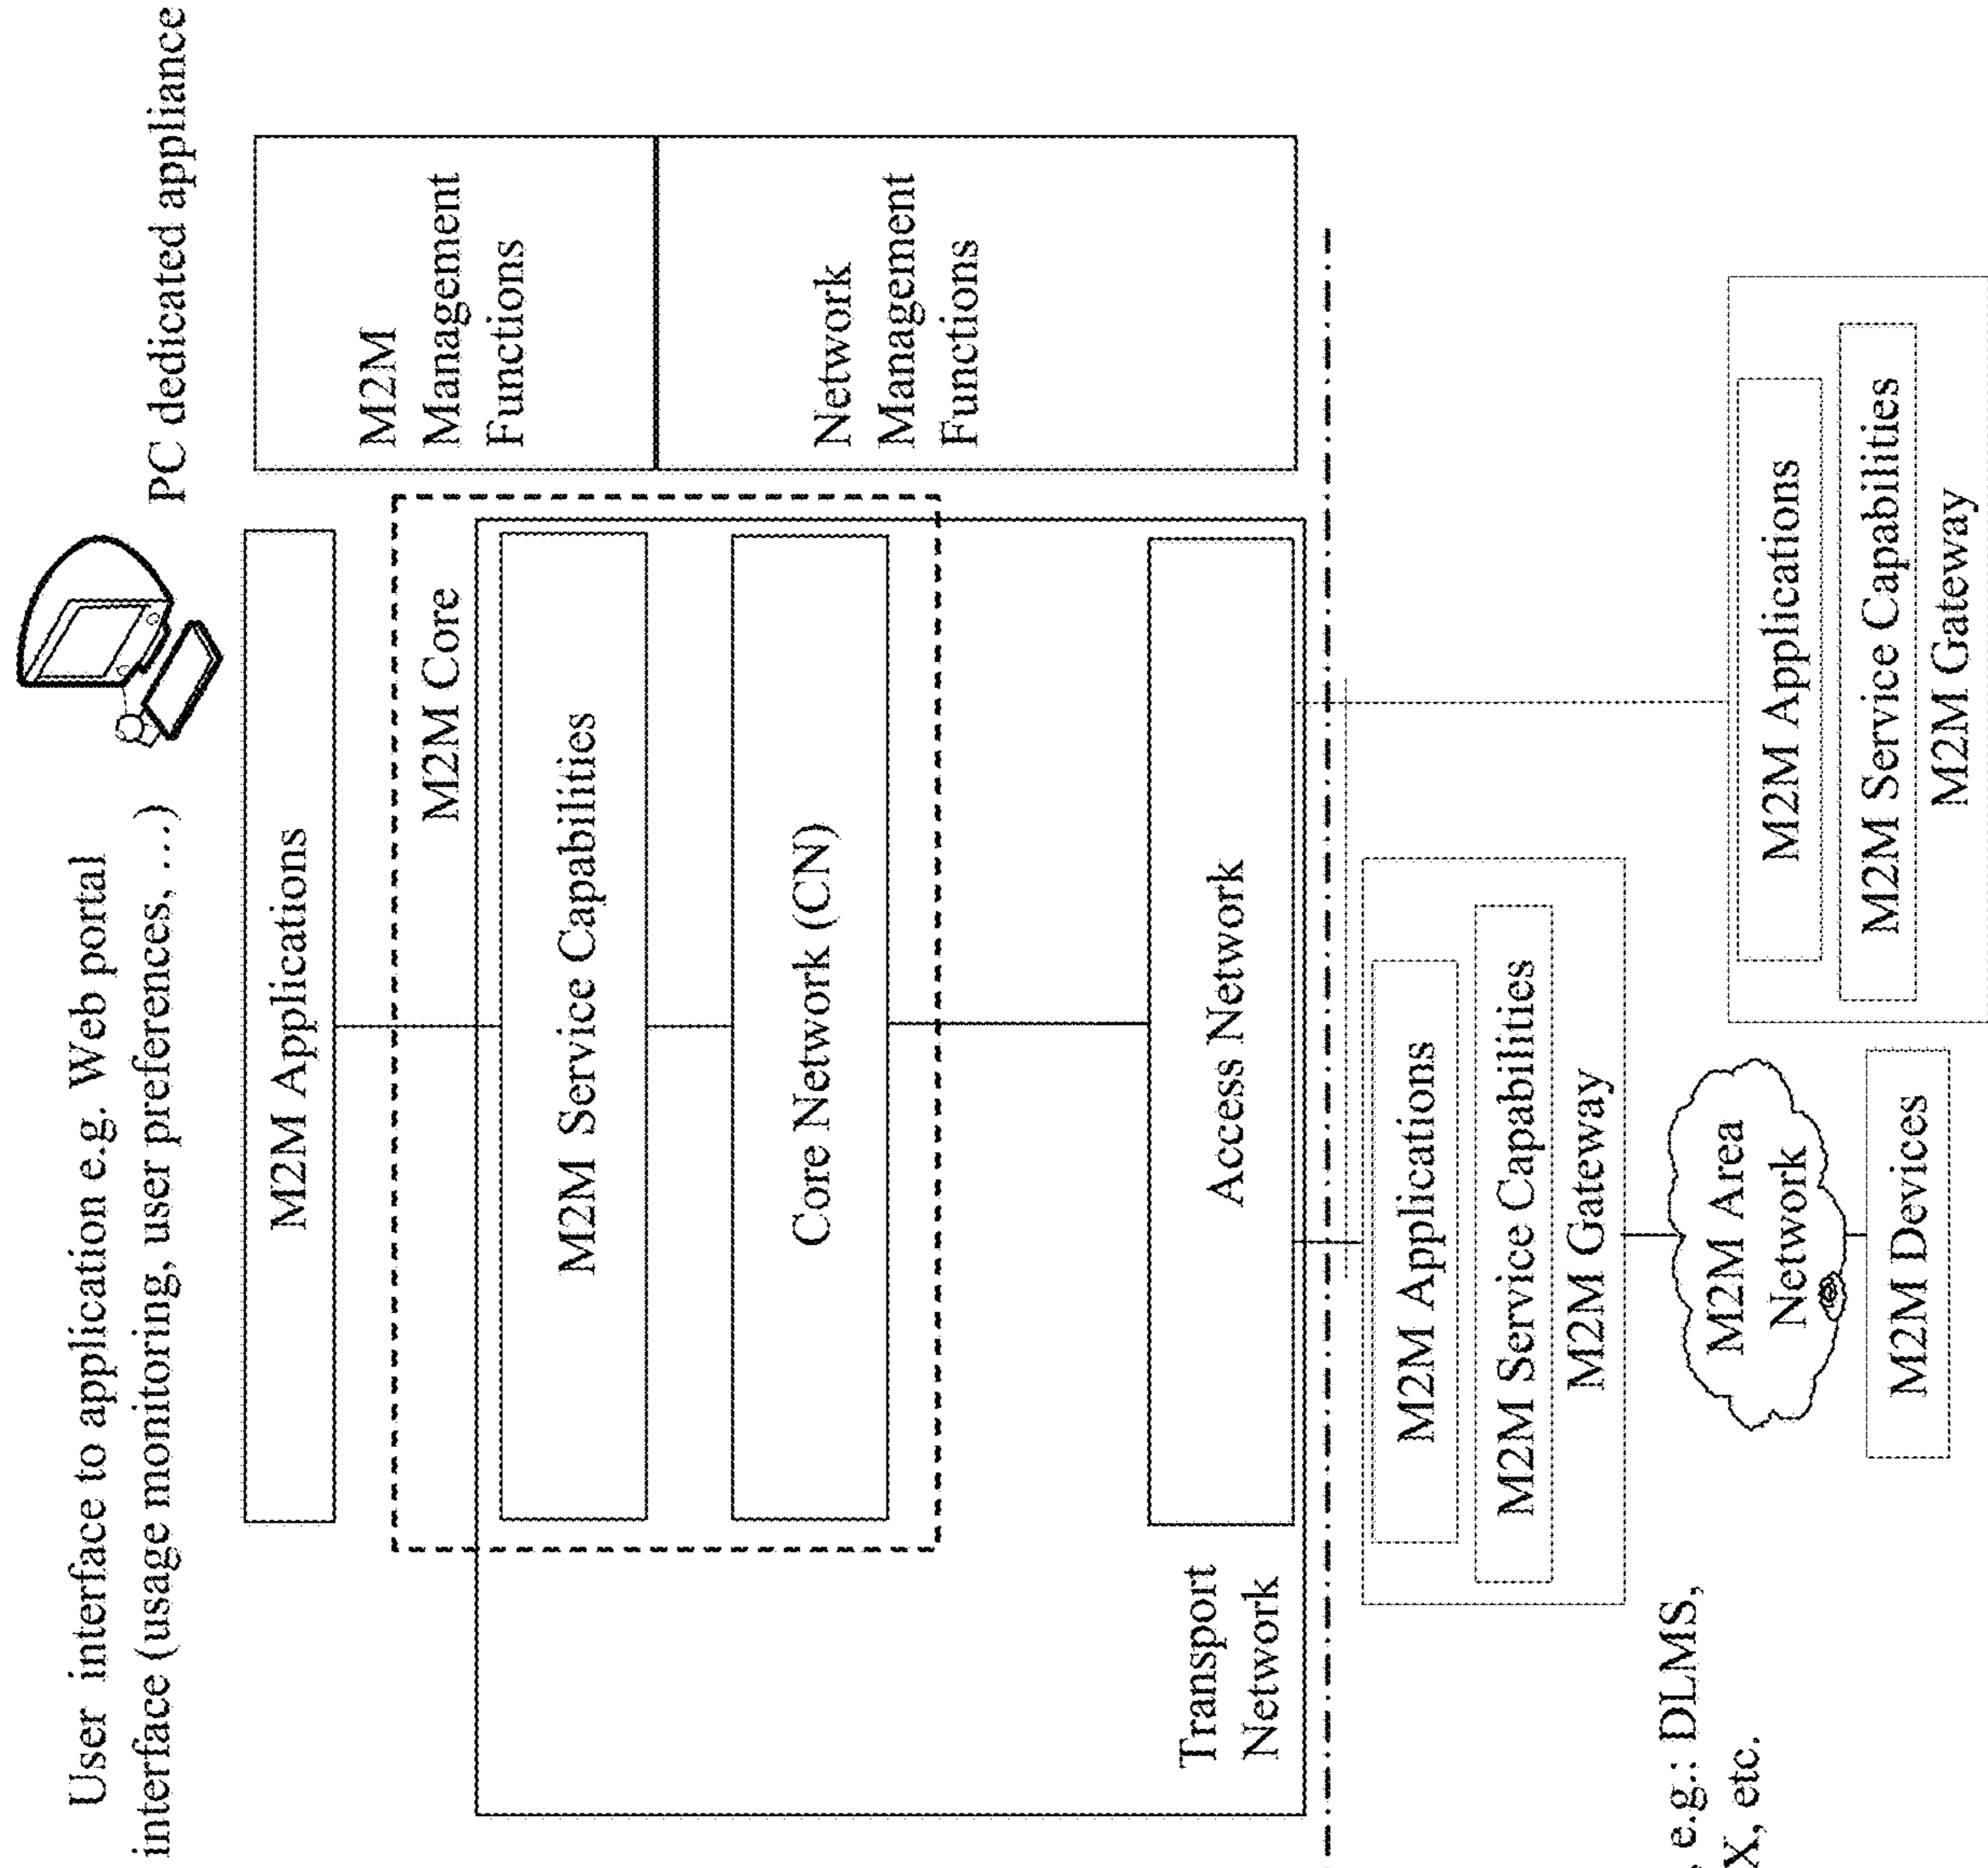 User interface to application e.g. Web portal
interface (usage monitoring, user preferences, …)
PC dedicated appliance
M2M Applications
M2M Core
M2M Service Capabilities
Core Network (CN)
Access Network
Transport
Network
M2M
Management
Functions
Network
Management
Functions
M2M Applications
M2M Service Capabilities
M2M Gateway
M2M Area
Network
M2M Devices
M2M Applications
M2M Service Capabilities
M2M Gateway
e.g.: DLMS,
X, etc.